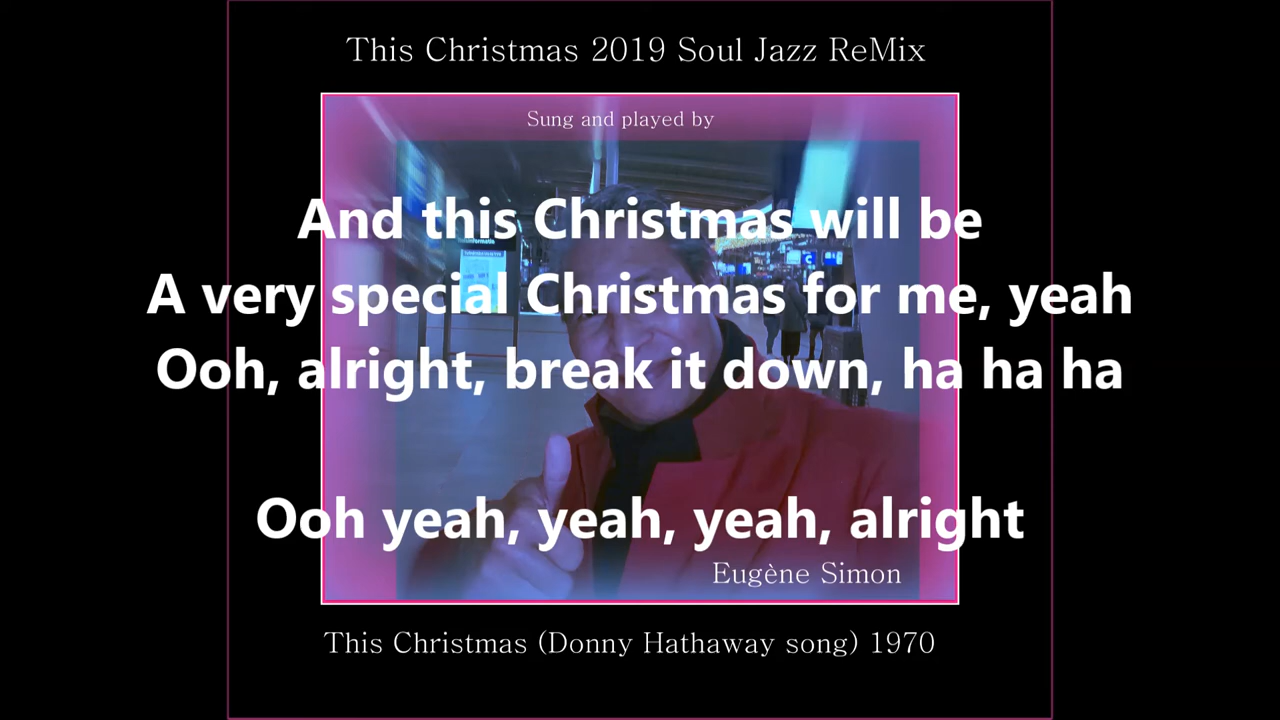 This Christmas 2019 Soul Jazz ReMix
Sung and played by
And this Christmas will be
A very special Christmas for me, yeah
Ooh, alright, break it down, ha ha ha
Ooh yeah, yeah, yeah, alright
Eugène Simon
This Christmas (Donny Hathaway song) 1970